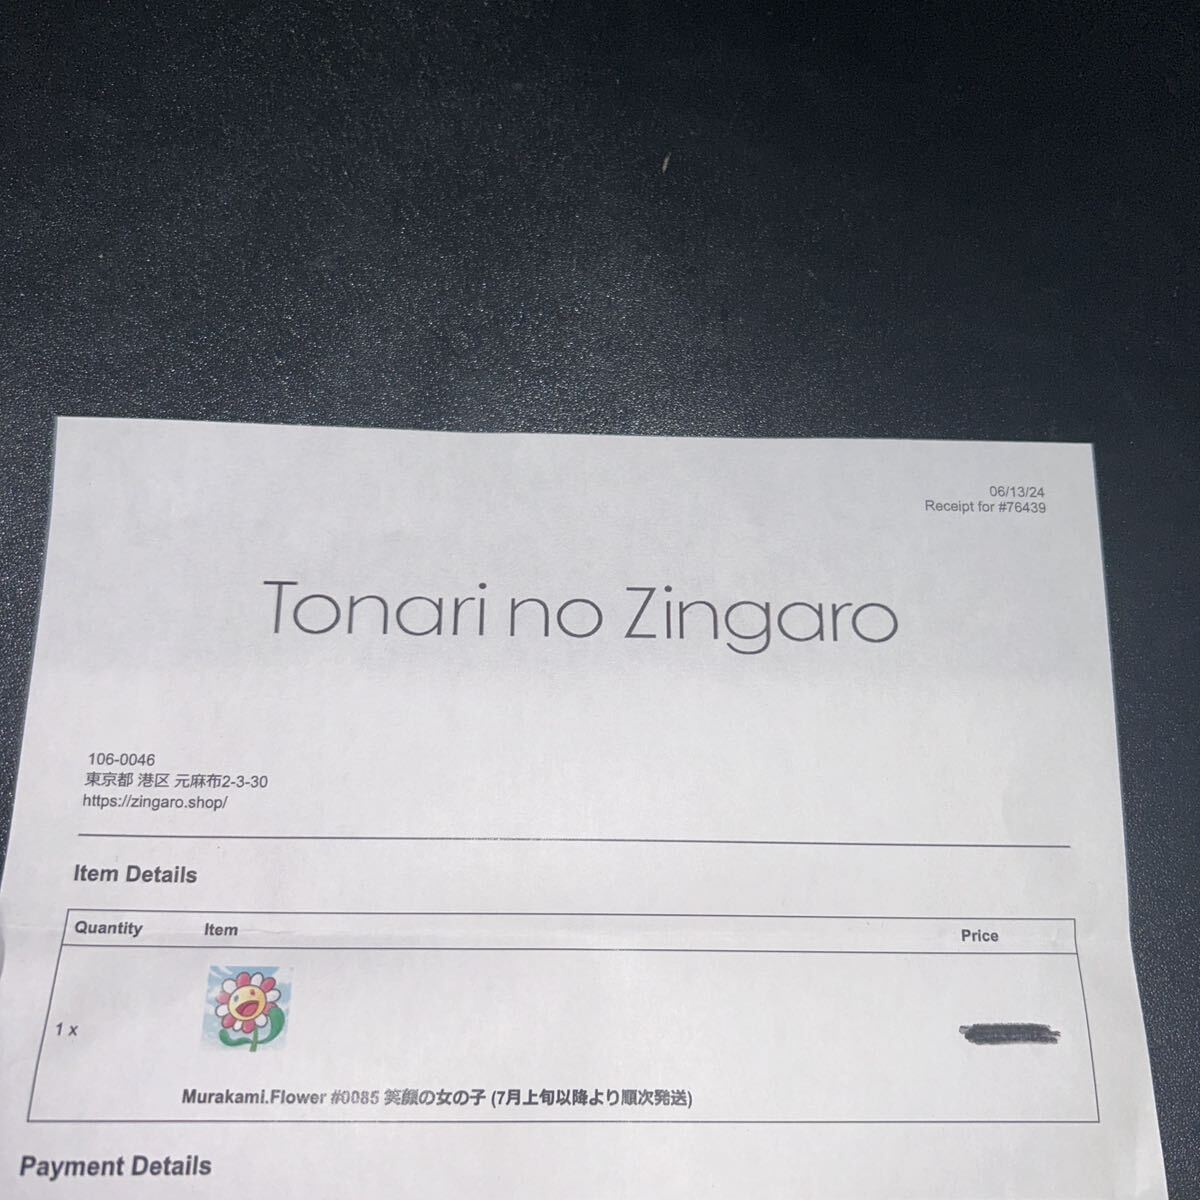 06/13/24
Receipt for #76439
Tonari no Zingaro
106-0046
東京都 港区 元麻布2-3-30
https://zingaro.shop/
Item Details
Quantity Item Price
1 x
Murakami.Flower #0085 笑顔の女の子 (7月上旬以降より順次発送)
Payment Details